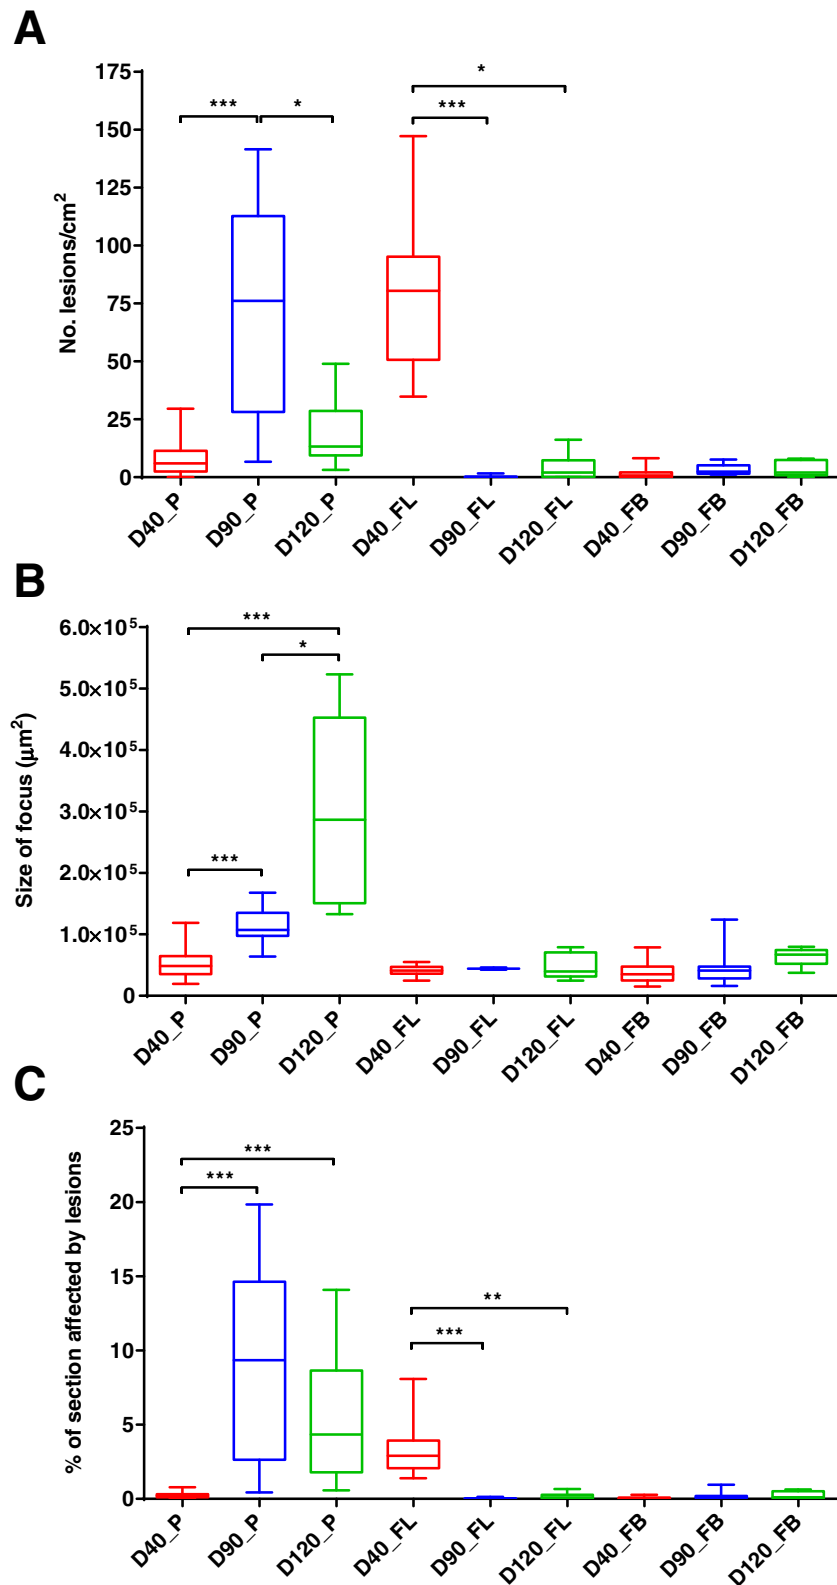 A
No. lesions/cm²
175
150
125
100
75
50
25
0
*
***
*
***
D40_P
D90_P
D120_P
D40_FL
D90_FL
D120_FL
D40_FB
D90_FB
D120_FB
B
Size of focus (μm²)
6.0×10⁵
5.0×10⁵
4.0×10⁵
3.0×10⁵
2.0×10⁵
1.0×10⁵
0
***
*
***
D40_P
D90_P
D120_P
D40_FL
D90_FL
D120_FL
D40_FB
D90_FB
D120_FB
C
% of section affected by lesions
25
20
15
10
5
0
***
***
**
***
D40_P
D90_P
D120_P
D40_FL
D90_FL
D120_FL
D40_FB
D90_FB
D120_FB